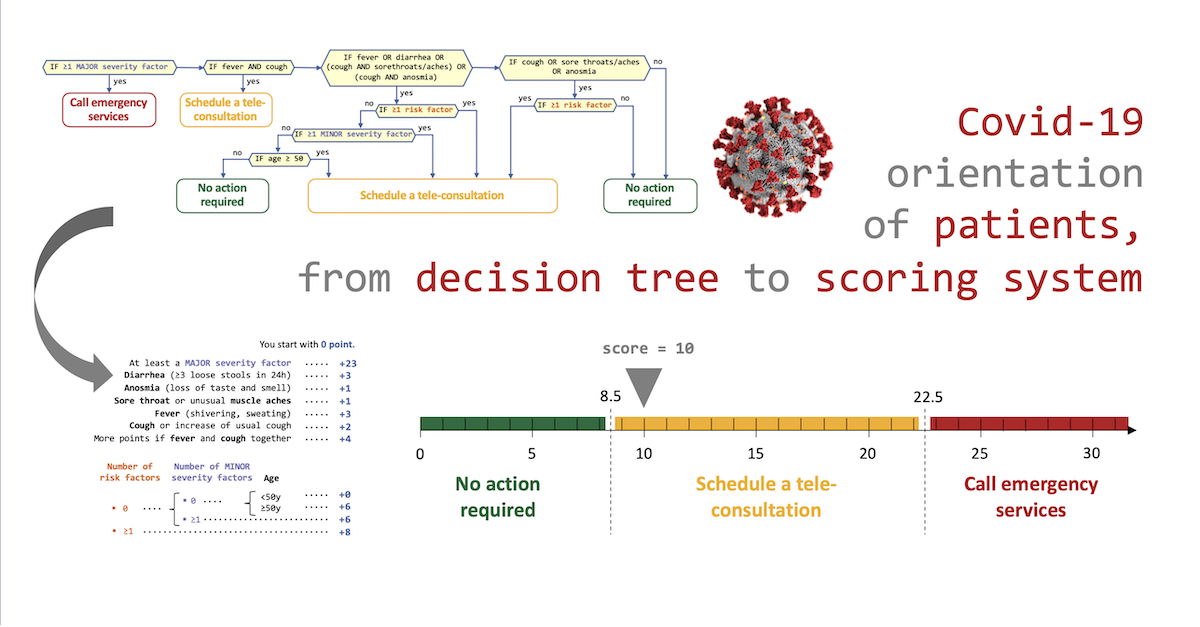 IF ≥1 MAJOR severity factor
yes
Call emergency
services
IF fever AND cough
yes
Schedule a tele-
consultation
IF fever OR diarrhea OR
(cough AND sorethroats/aches) OR
(cough AND anosmia)
yes
no
IF ≥1 risk factor
yes
no
IF ≥1 MINOR severity factor
yes
no
IF age ≥ 50
yes
IF cough OR sore throats/aches
OR anosmia
no
yes
yes
IF ≥1 risk factor
no
No action
required
Schedule a tele-consultation
No action
required
Covid-19
orientation
of patients,
from decision tree to scoring system
You start with 0 point.
At least a MAJOR severity factor ..... +23
Diarrhea (≥3 loose stools in 24h) ..... +3
Anosmia (loss of taste and smell) ..... +1
Sore throat or unusual muscle aches ..... +1
Fever (shivering, sweating) ..... +3
Cough or increase of usual cough ..... +2
More points if fever and cough together ..... +4
Number of
risk factors
Number of MINOR
severity factors
Age
* 0 ....
* 0 ....
<50y ..... +0
≥50y ..... +6
* ≥1 ..... +6
* ≥1 ..... +8
score = 10
8.5
22.5
0 5 10 15 20 25 30
No action
required
Schedule a tele-
consultation
Call emergency
services